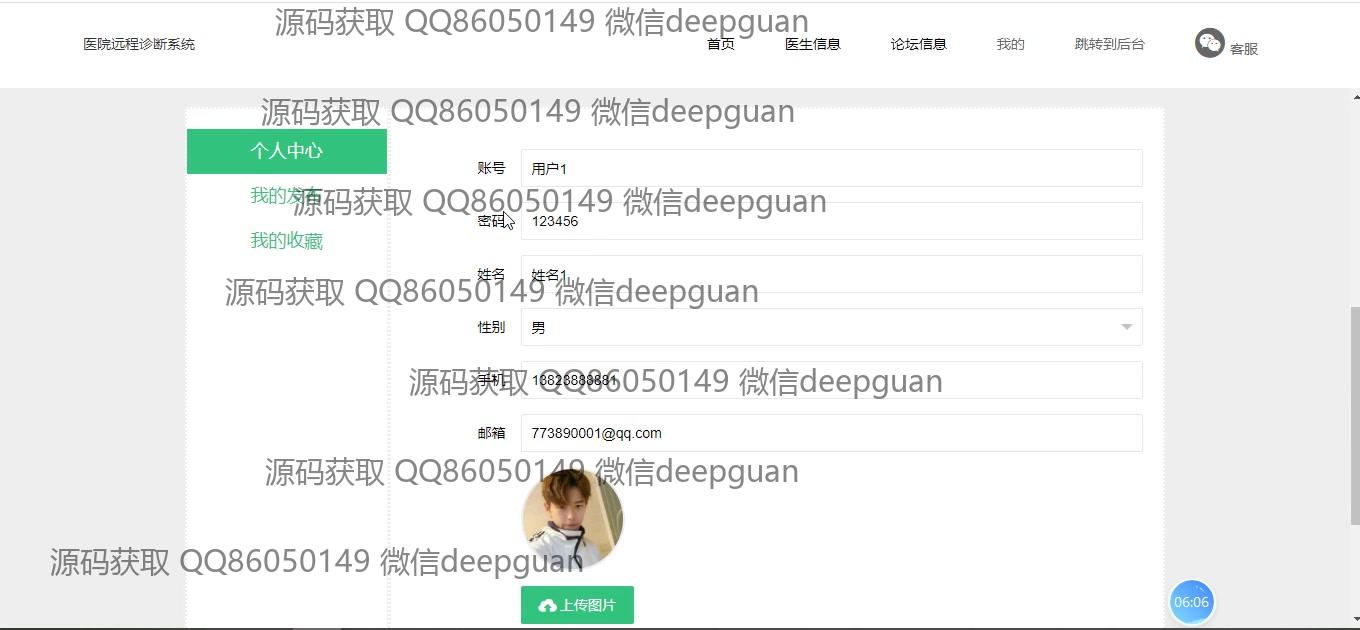 源码获取 QQ86050149 微信deepguan
医院远程诊断系统
首页
医生信息
论坛信息
我的
跳转到后台
客服
源码获取 QQ86050149 微信deepguan
个人中心
账号
用户1
我的发布
源码获取 QQ86050149 微信deepguan
密码
123456
我的收藏
姓名
姓名1
源码获取 QQ86050149 微信deepguan
性别
男
手机
13823888881
源码获取 QQ86050149 微信deepguan
邮箱
773890001@qq.com
源码获取 QQ86050149 微信deepguan
源码获取 QQ86050149 微信deepguan
上传图片
06:06